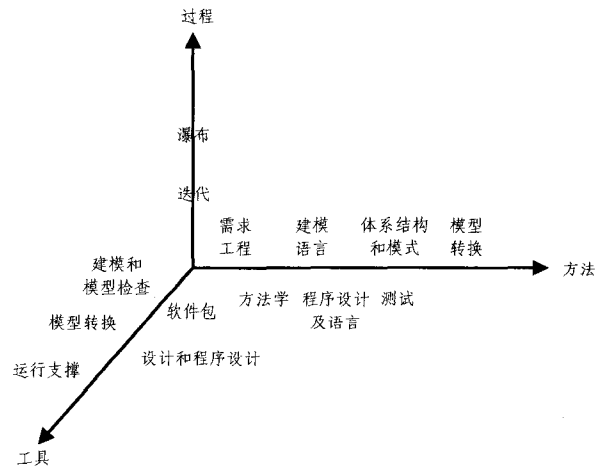 过程
瀑布
迭代
需求
工程
建模
语言
体系结构
和模式
模型
转换
方法
方法学
程序设计
及语言
测试
建模和
模型检查
软件包
模型转换
设计和程序设计
运行支撑
工具